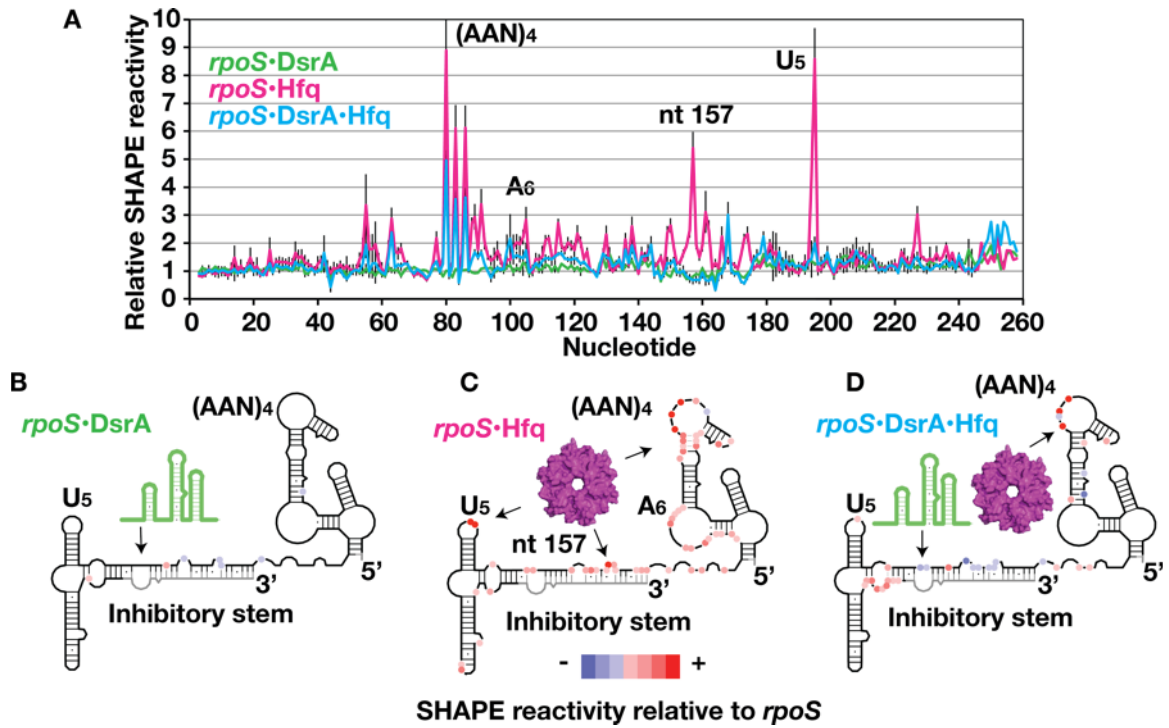 A
Relative SHAPE reactivity
10
9
8
7
6
5
4
3
2
1
0
rpoS•DsrA
rpoS•Hfq
rpoS•DsrA•Hfq
(AAN)4
A6
nt 157
U5
0 20 40 60 80 100 120 140 160 180 200 220 240 260
Nucleotide
B
rpoS•DsrA
(AAN)4
U5
3’
5’
Inhibitory stem
C
rpoS•Hfq
(AAN)4
U5
A6
nt 157
3’
5’
Inhibitory stem
- +
D
rpoS•DsrA•Hfq
(AAN)4
U5
3’
5’
Inhibitory stem
SHAPE reactivity relative to rpoS